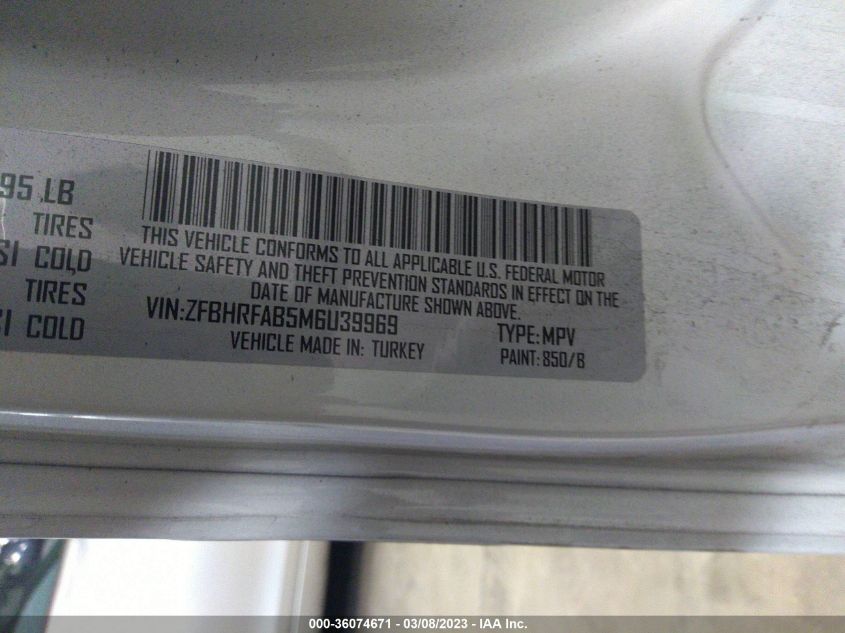 95 LB
TIRES
SI COLD
TIRES
SI COLD
THIS VEHICLE CONFORMS TO ALL APPLICABLE U.S. FEDERAL MOTOR
VEHICLE SAFETY AND THEFT PREVENTION STANDARDS IN EFFECT ON THE
DATE OF MANUFACTURE SHOWN ABOVE.
VIN:ZFBHRFAB5M6U39969
TYPE: MPV
VEHICLE MADE IN: TURKEY
PAINT: 850/B
000-36074671 - 03/08/2023 - IAA Inc.